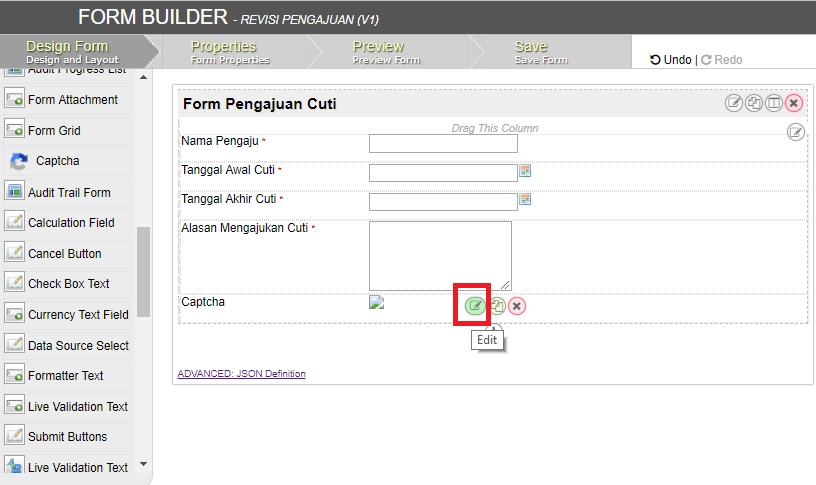 FORM BUILDER - REVISI PENGAJUAN (V1)
Design Form
Design and Layout
Properties
Form Properties
Preview
Preview Form
Save
Save Form
Undo | Redo
Audit Progress List
Form Attachment
Form Grid
Captcha
Audit Trail Form
Calculation Field
Cancel Button
Check Box Text
Currency Text Field
Data Source Select
Formatter Text
Live Validation Text
Submit Buttons
Live Validation Text
Form Pengajuan Cuti
Drag This Column
Nama Pengaju *
Tanggal Awal Cuti *
Tanggal Akhir Cuti *
Alasan Mengajukan Cuti *
Captcha
Edit
ADVANCED: JSON Definition